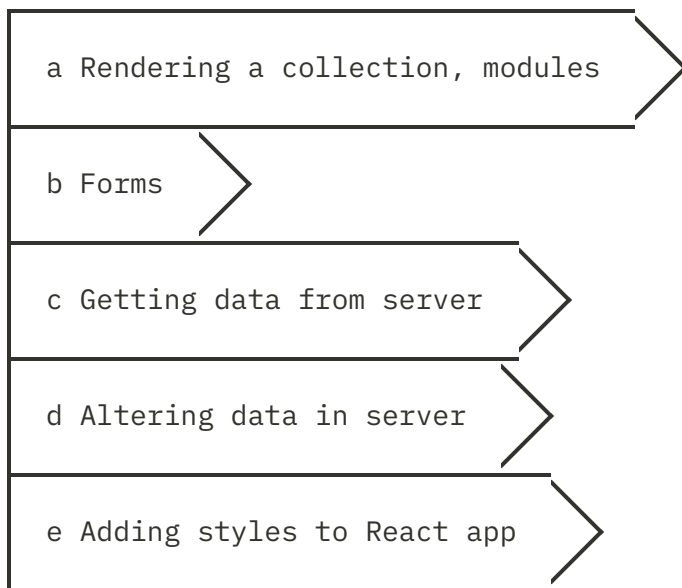 a Rendering a collection, modules
b Forms
c Getting data from server
d Altering data in server
e Adding styles to React app